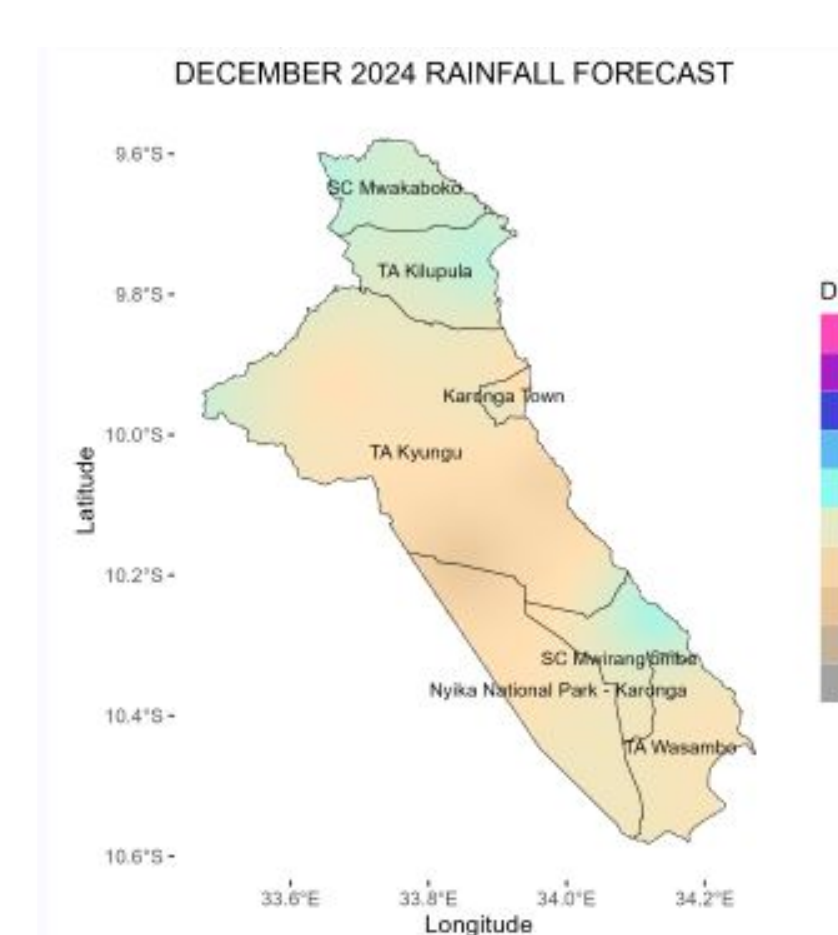 DECEMBER 2024 RAINFALL FORECAST
9.6°S
SC Mwakaboko
TA Kilupula
9.8°S
D
Karonga Town
10.0°S
TA Kyungu
Latitude
10.2°S
SC Mwirang'ombe
Nyika National Park - Karonga
10.4°S
TA Wasambo
10.6°S
33.6°E 33.8°E 34.0°E 34.2°E
Longitude